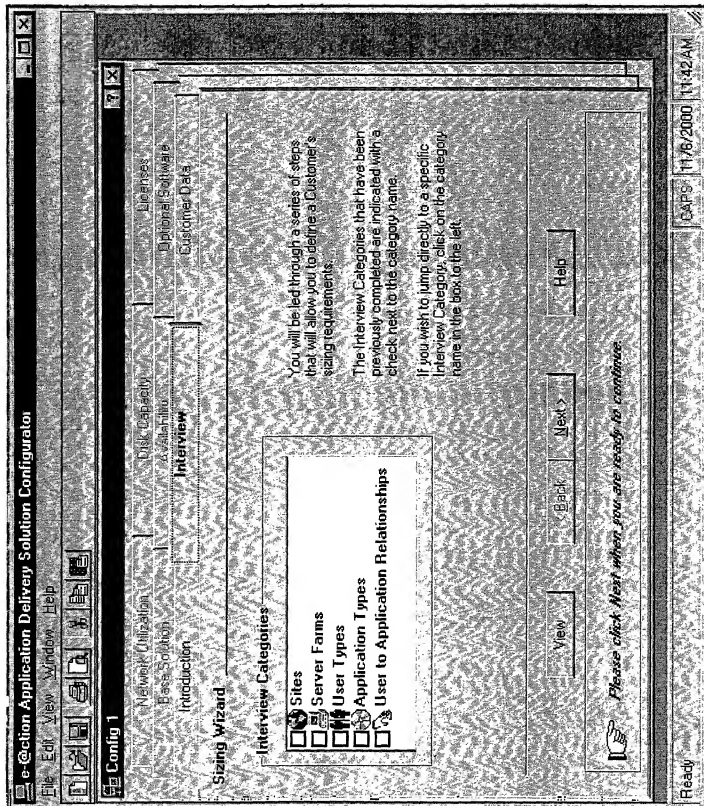 e-@ction Application Delivery Solution Configurator
File Edit View Window Help
Config 1
Network Utilization
Disk Capacity
Licenses
Base Solution
Availability
Optional Software
Introduction
Interview
Customer Data
Sizing Wizard
Interview Categories
Sites
Server Farms
User Types
Application Types
User to Application Relationships
You will be led through a series of steps
that will allow you to define a Customer's
sizing requirements.
The Interview Categories that have been
previously completed are indicated with a
check next to the category name.
If you wish to jump directly to a specific
Interview Category, click on the category
name in the box to the left.
View
< Back
Next >
Help
Please click Next when you are ready to continue.
Ready
CAPS
11/6/2000
11:42 AM